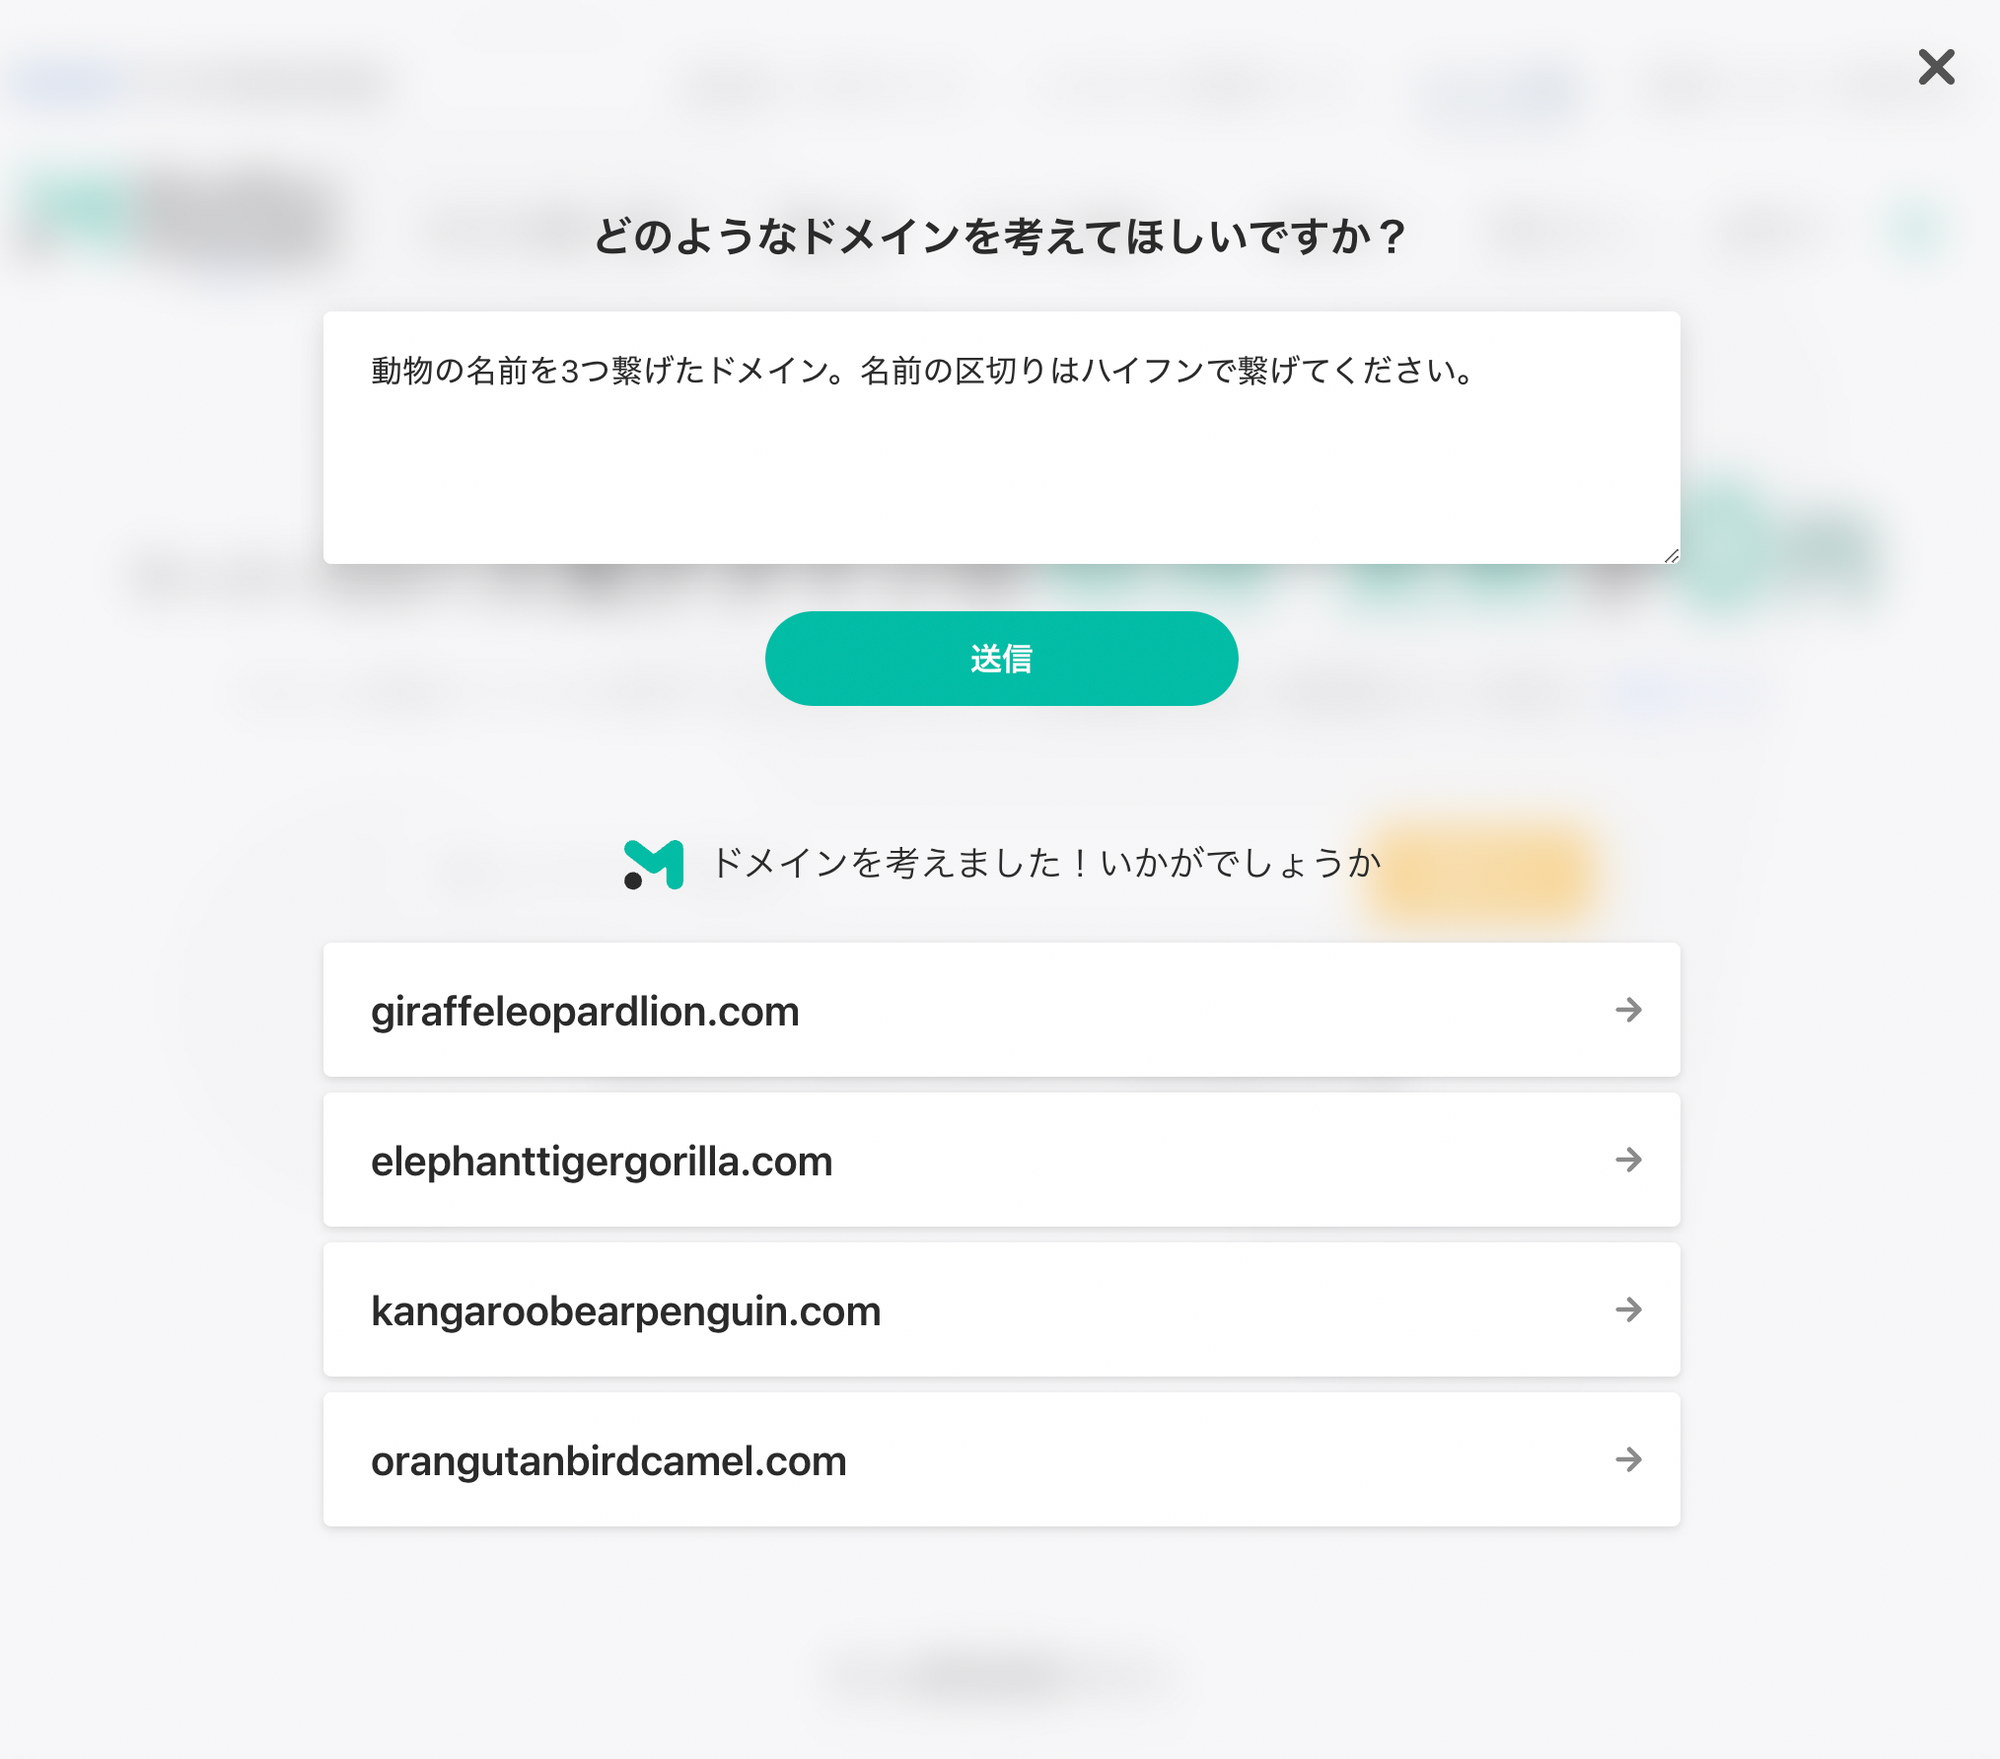 どのようなドメインを考えてほしいですか？
動物の名前を3つ繋げたドメイン。名前の区切りはハイフンで繋げてください。
送信
ドメインを考えました！いかがでしょうか
giraffeleopardlion.com
elephanttigergorilla.com
kangaroobearpenguin.com
orangutanbirdcamel.com